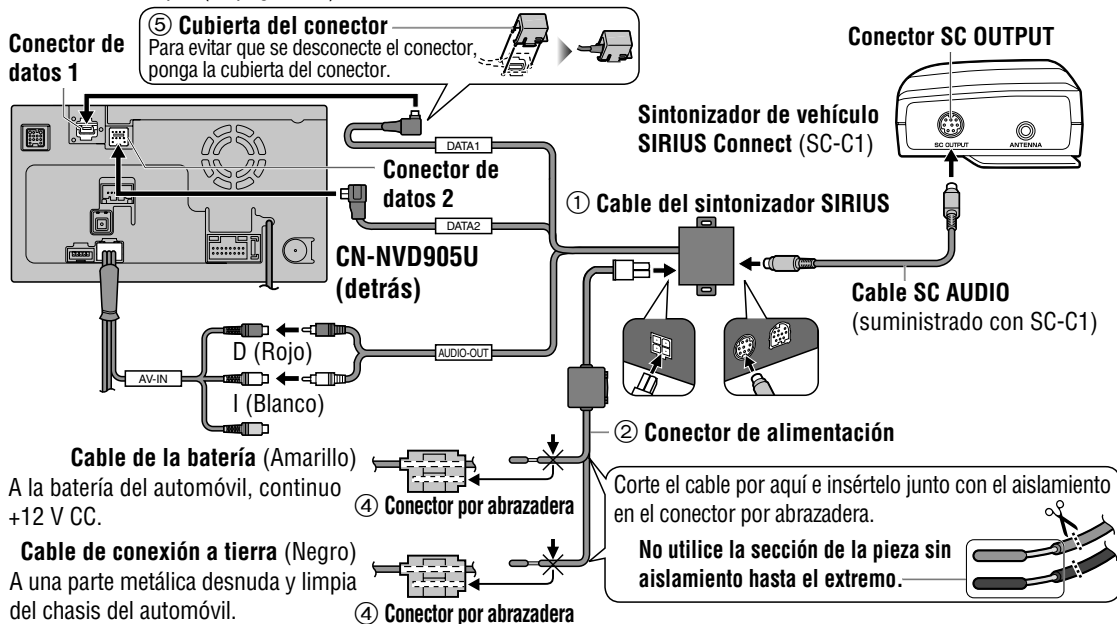 ⑤ Cubierta del conector
Para evitar que se desconecte el conector,
ponga la cubierta del conector.
Conector de
datos 1
Conector SC OUTPUT
Sintonizador de vehículo
SIRIUS Connect (SC-C1)
SC OUTPUT
ANTENNA
DATA1
Conector de
datos 2
① Cable del sintonizador SIRIUS
DATA2
CN-NVD905U
(detrás)
Cable SC AUDIO
(suministrado con SC-C1)
D (Rojo)
AUDIO-OUT
AV-IN
I (Blanco)
② Conector de alimentación
Cable de la batería (Amarillo)
A la batería del automóvil, continuo
+12 V CC.
④ Conector por abrazadera
Corte el cable por aquí e insértelo junto con el aislamiento
en el conector por abrazadera.
No utilice la sección de la pieza sin
aislamiento hasta el extremo.
Cable de conexión a tierra (Negro)
A una parte metálica desnuda y limpia
del chasis del automóvil.
④ Conector por abrazadera